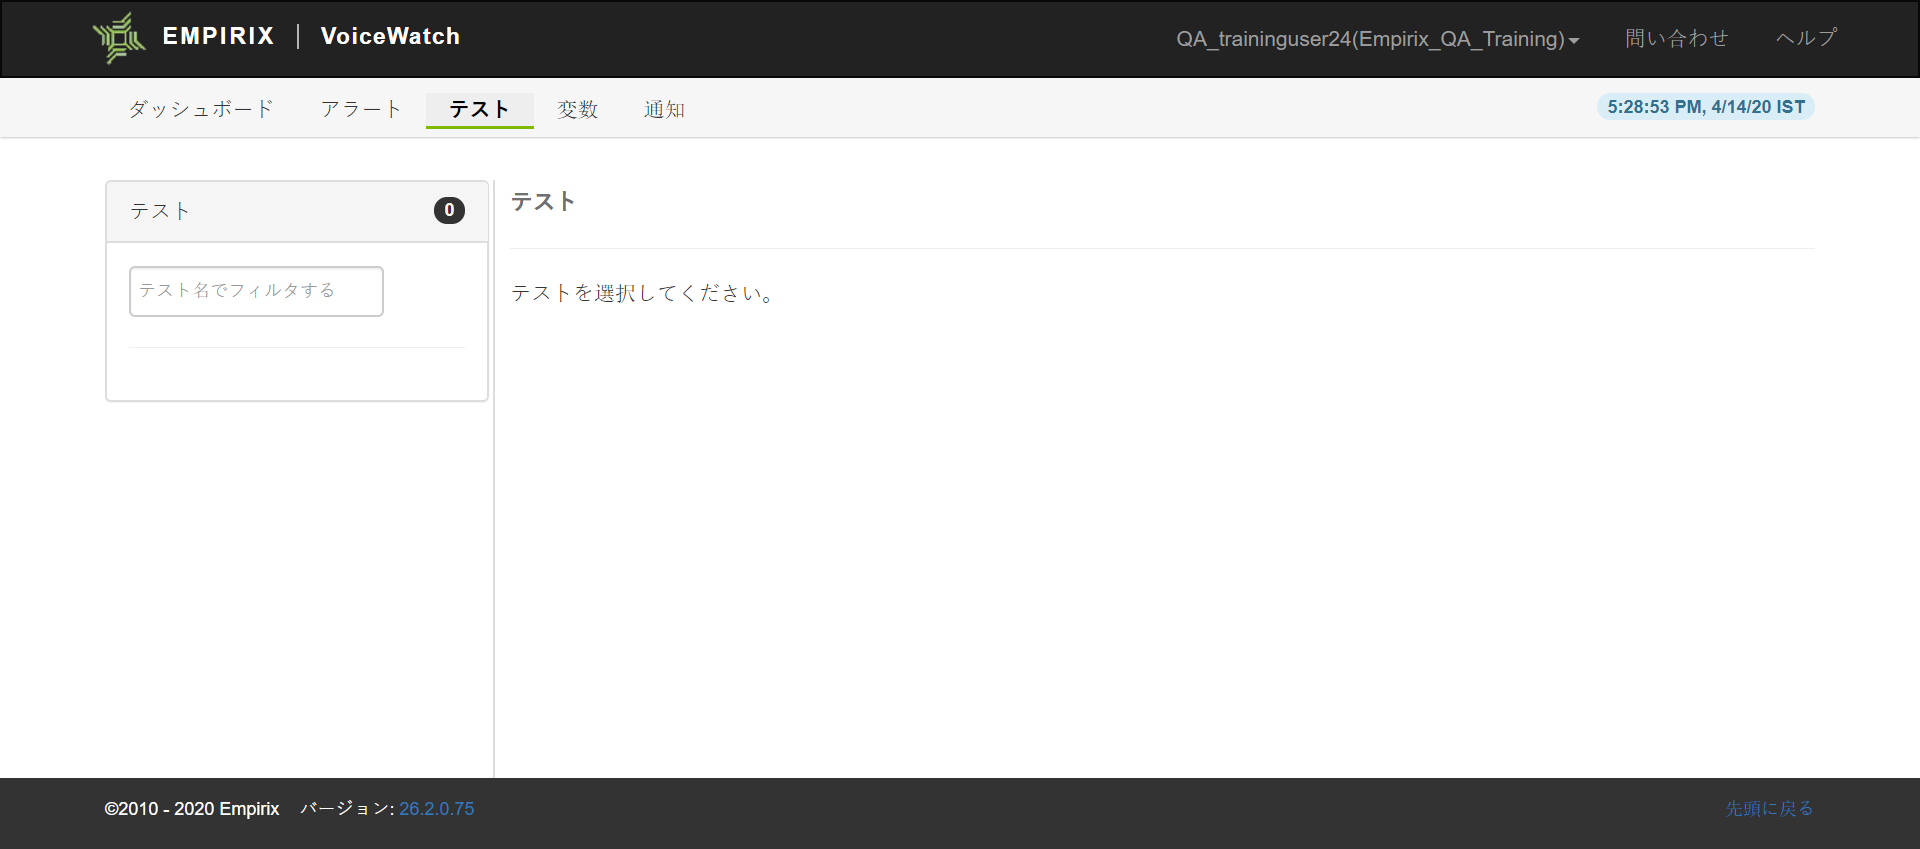 EMPIRIX | VoiceWatch
QA_traininguser24(Empirix_QA_Training)
問い合わせ
ヘルプ
ダッシュボード
アラート
テスト
変数
通知
5:28:53 PM, 4/14/20 IST
テスト
0
テスト名でフィルタする
テスト
テストを選択してください。
©2010 - 2020 Empirix バージョン: 26.2.0.75
先頭に戻る